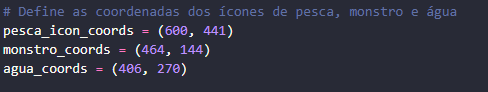 # Define as coordenadas dos ícones de pesca, monstro e água
pesca_icon_coords = (600, 441)
monstro_coords = (464, 144)
agua_coords = (406, 270)